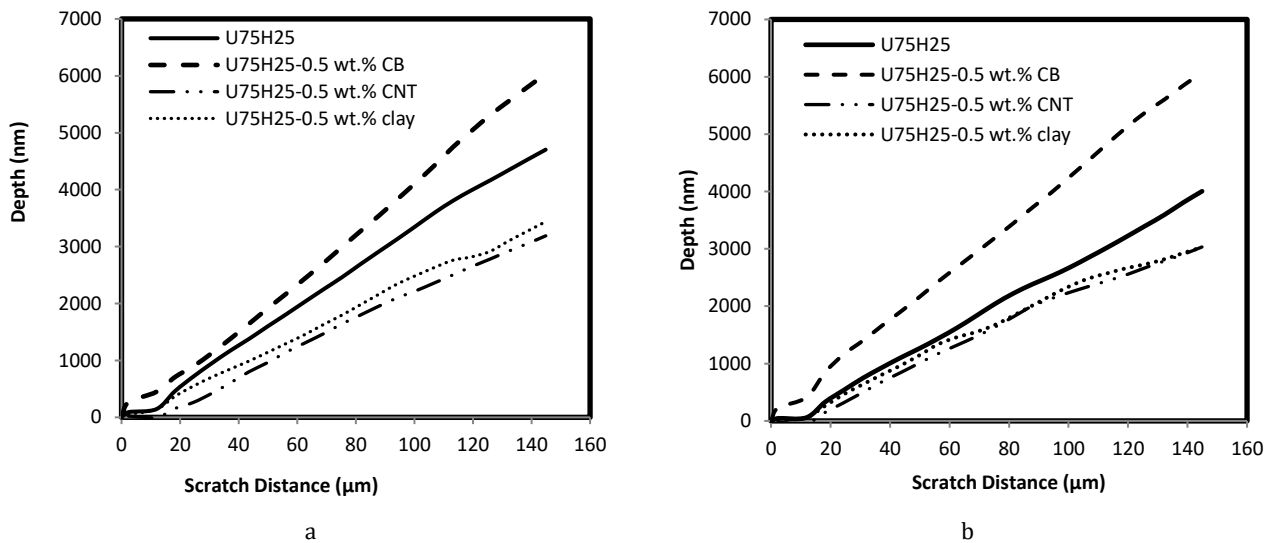 7000
6000
5000
4000
3000
2000
1000
0
Depth (nm)
U75H25
U75H25-0.5 wt.% CB
U75H25-0.5 wt.% CNT
U75H25-0.5 wt.% clay
0 20 40 60 80 100 120 140 160
Scratch Distance (μm)
a
7000
6000
5000
4000
3000
2000
1000
0
Depth (nm)
U75H25
U75H25-0.5 wt.% CB
U75H25-0.5 wt.% CNT
U75H25-0.5 wt.% clay
0 20 40 60 80 100 120 140 160
Scratch Distance (μm)
b